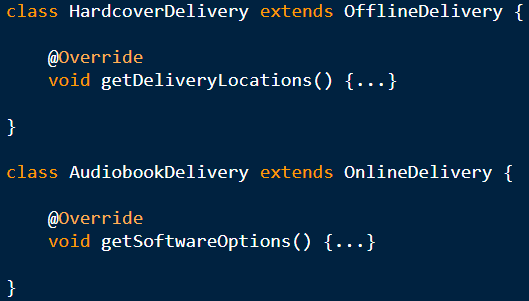 class HardcoverDelivery extends OfflineDelivery {
@Override
void getDeliveryLocations() {...}
}
class AudiobookDelivery extends OnlineDelivery {
@Override
void getSoftwareOptions() {...}
}